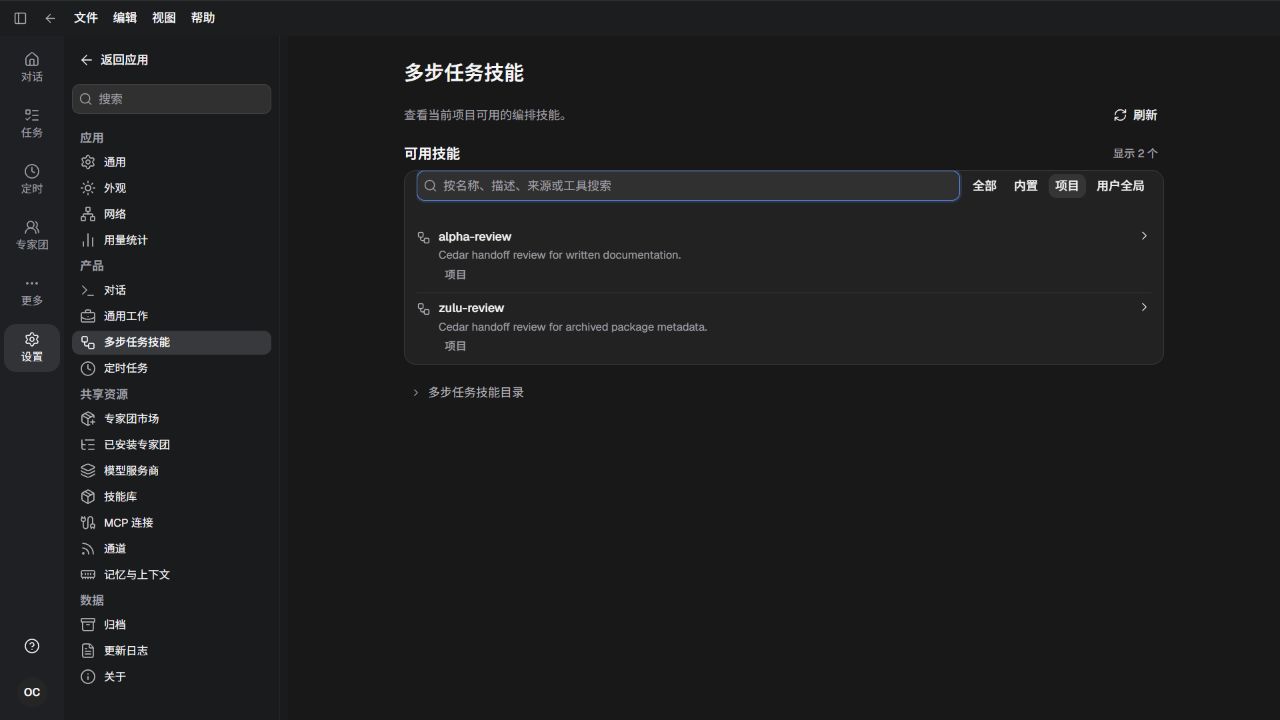 文件 编辑 视图 帮助
对话
任务
定时
专家团
更多
设置
OC
返回应用
搜索
应用
通用
外观
网络
用量统计
产品
对话
通用工作
多步任务技能
定时任务
共享资源
专家团市场
已安装专家团
模型服务商
技能库
MCP 连接
通道
记忆与上下文
数据
归档
更新日志
关于
多步任务技能
查看当前项目可用的编排技能。
刷新
可用技能
显示 2 个
按名称、描述、来源或工具搜索
全部 内置 项目 用户全局
alpha-review
Cedar handoff review for written documentation.
项目
zulu-review
Cedar handoff review for archived package metadata.
项目
多步任务技能目录